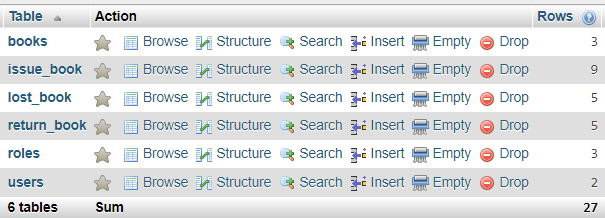 Table Action Rows
books Browse Structure Search Insert Empty Drop 3
issue_book Browse Structure Search Insert Empty Drop 9
lost_book Browse Structure Search Insert Empty Drop 5
return_book Browse Structure Search Insert Empty Drop 5
roles Browse Structure Search Insert Empty Drop 3
users Browse Structure Search Insert Empty Drop 2
6 tables Sum 27